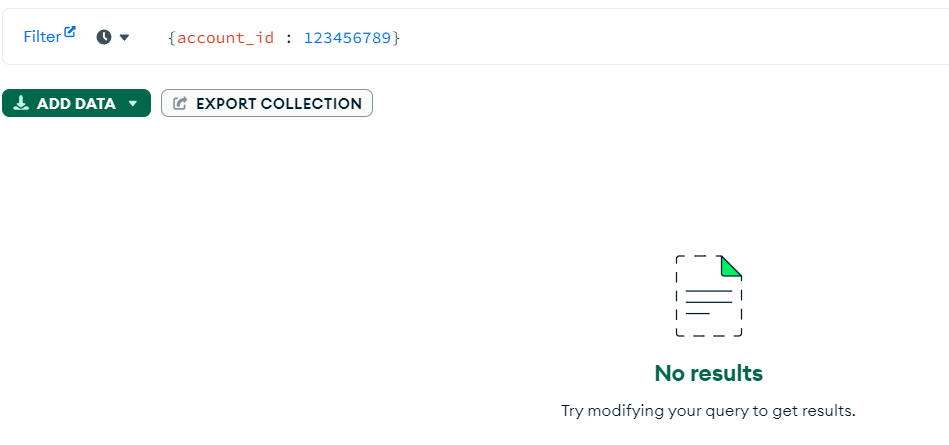 Filter {account_id : 123456789}
ADD DATA EXPORT COLLECTION
No results
Try modifying your query to get results.